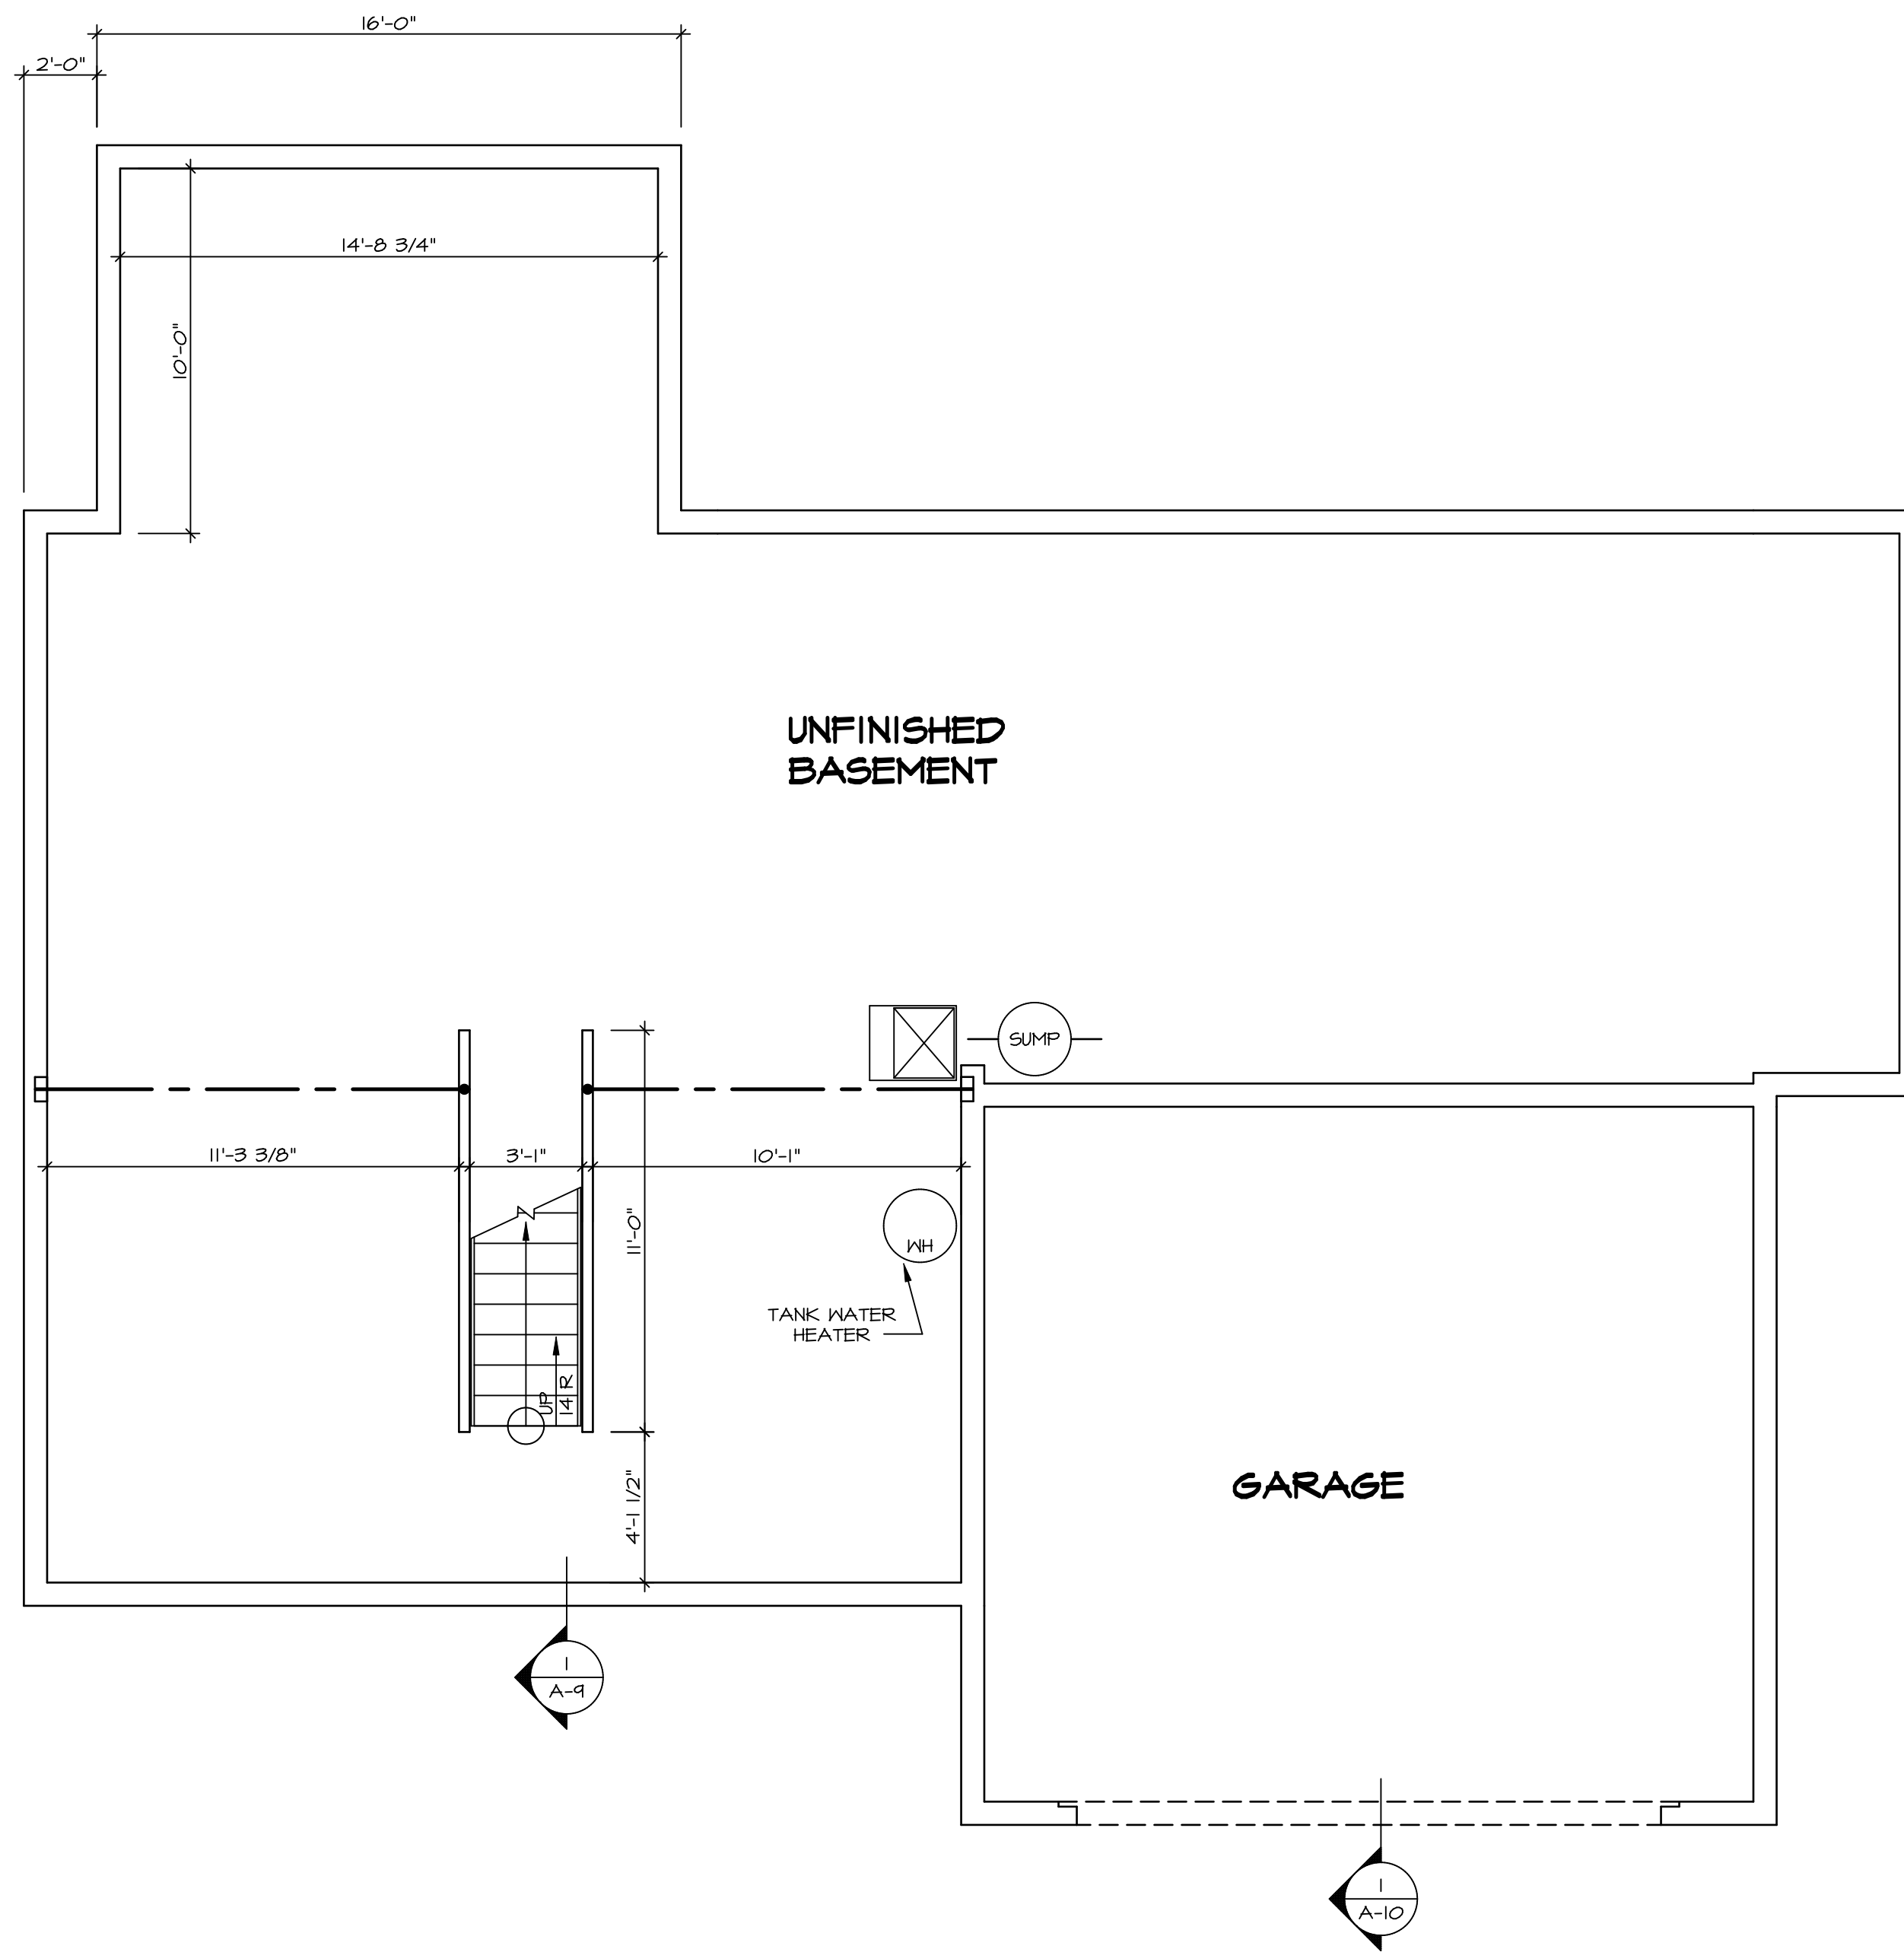 16'-0"
2'-0"
14'-8 3/4"
10'-0"
UNFINISHED
BASEMENT
SUMP
11'-3 3/8"
3'-1"
10'-1"
11'-0"
WH
TANK WATER
HEATER
UP
14 R
4'-1 1/2"
GARAGE
1
A-9
1
A-10